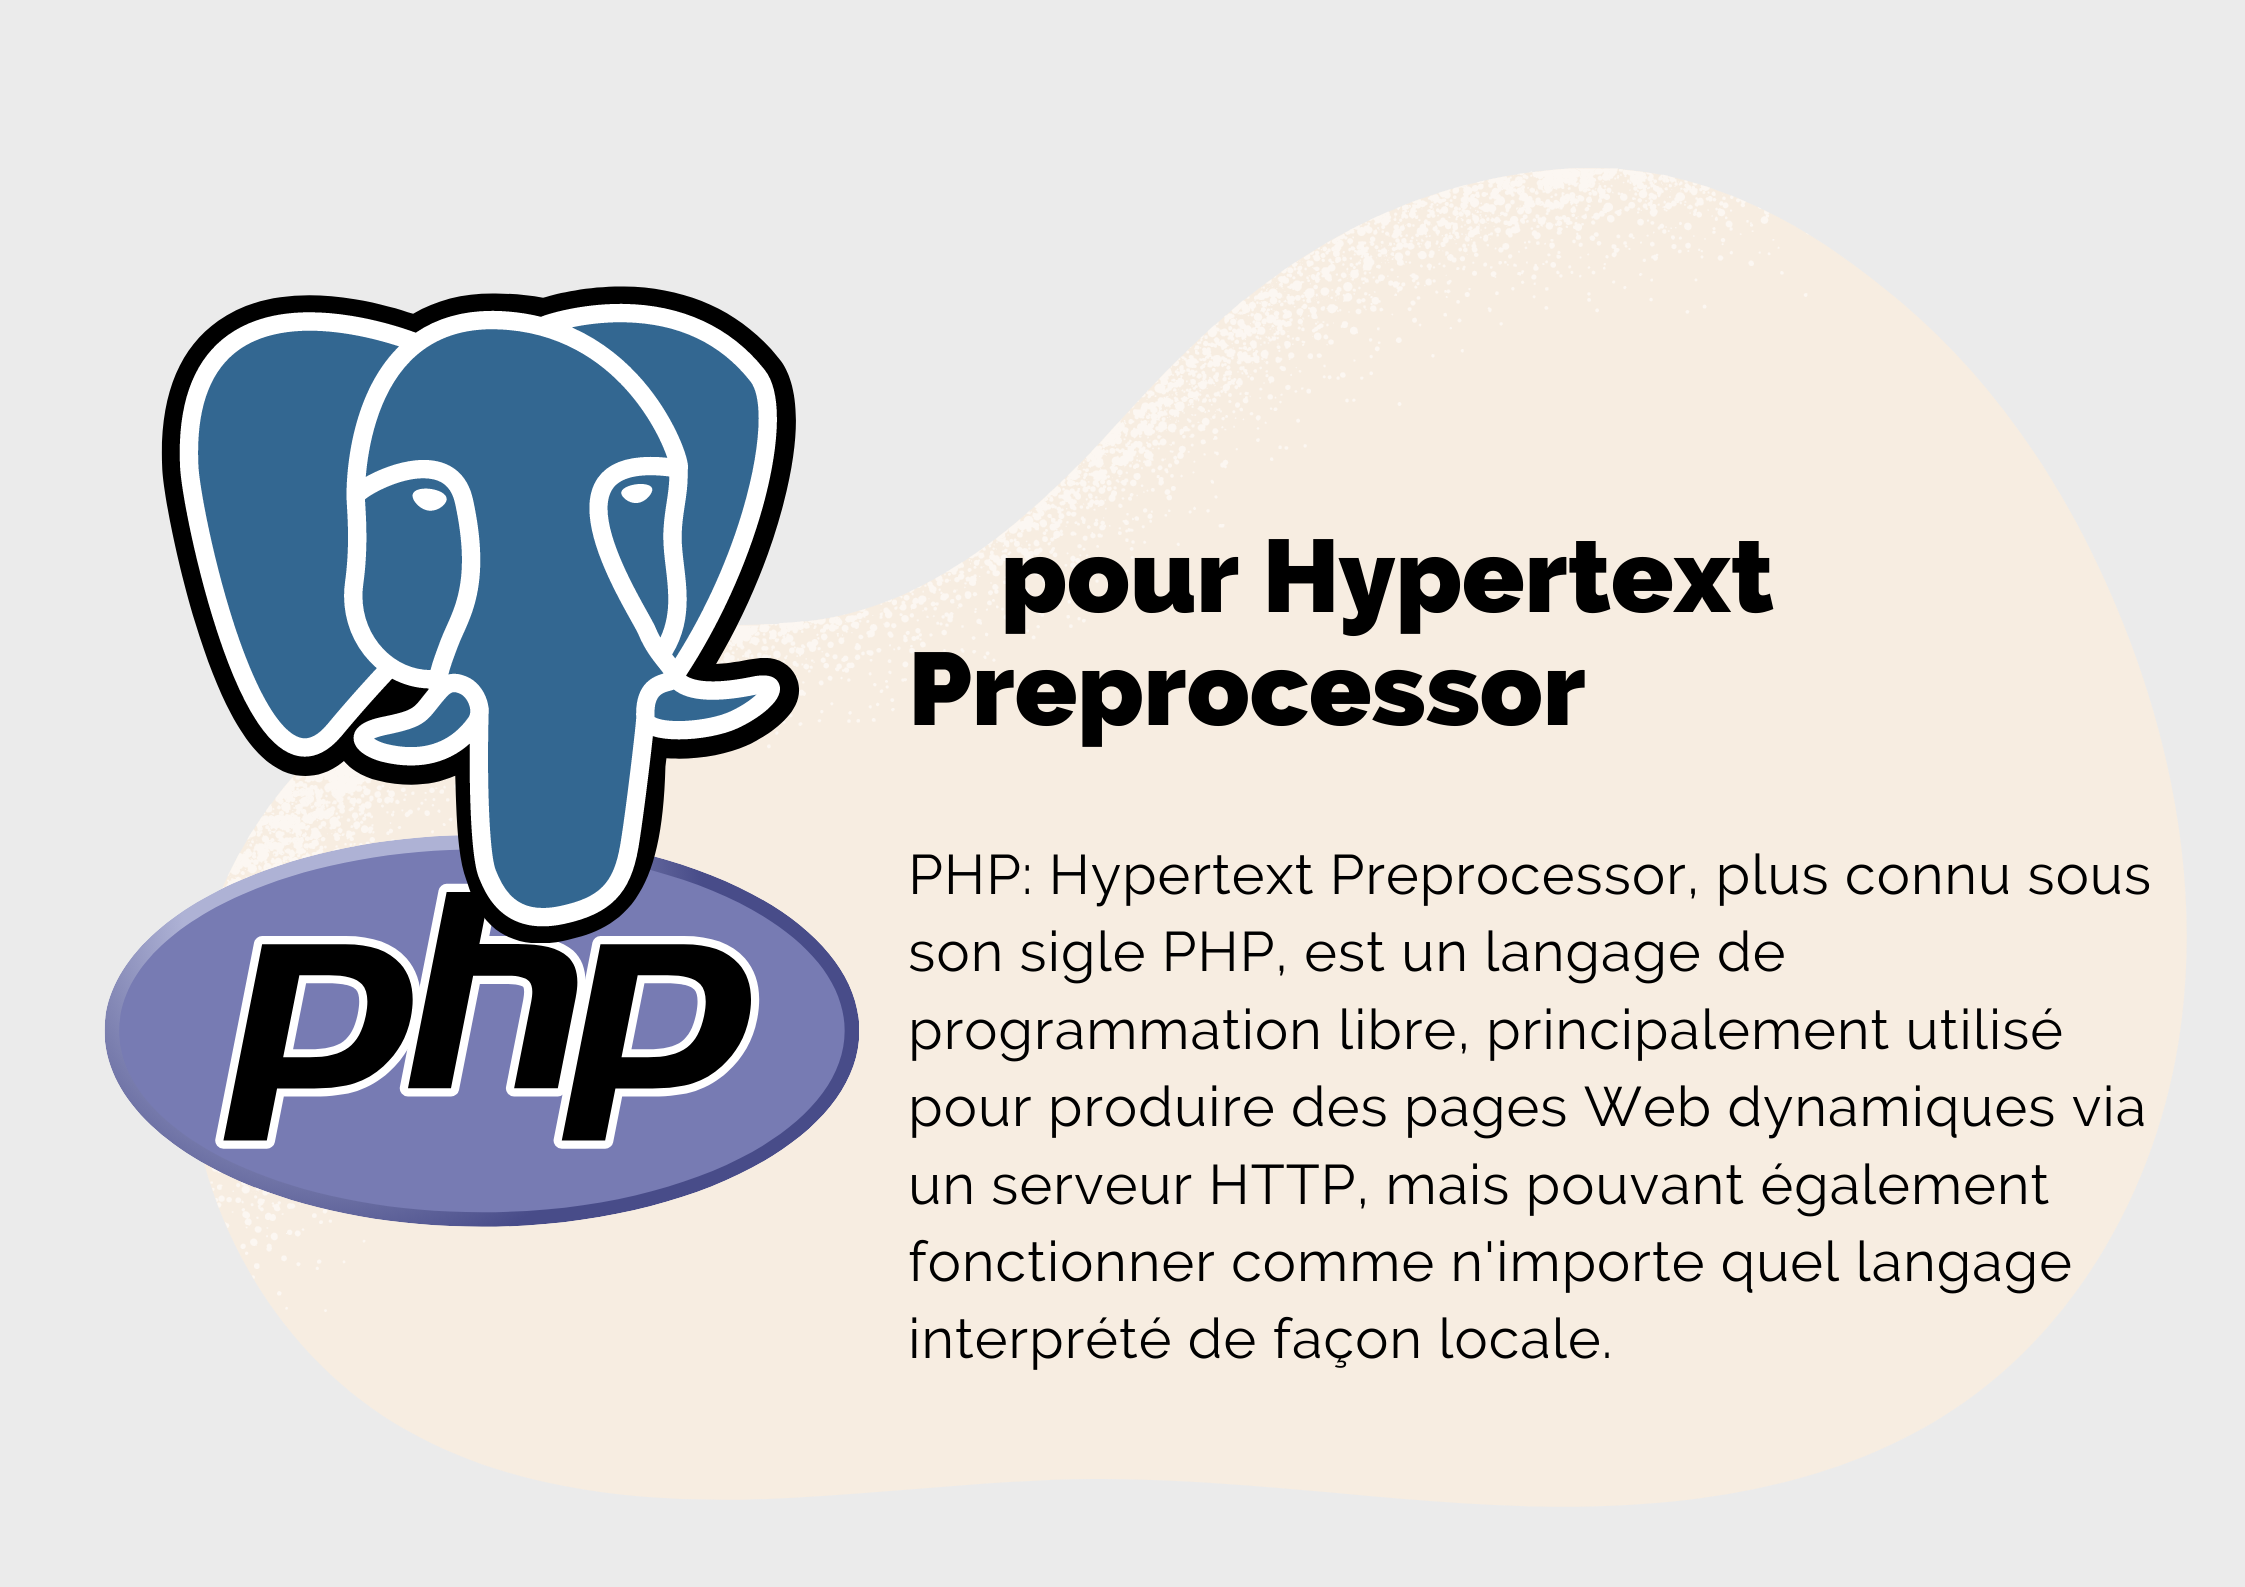 pour Hypertext
Preprocessor
PHP: Hypertext Preprocessor, plus connu sous
son sigle PHP, est un langage de
programmation libre, principalement utilisé
pour produire des pages Web dynamiques via
un serveur HTTP, mais pouvant également
fonctionner comme n'importe quel langage
interprété de façon locale.
php